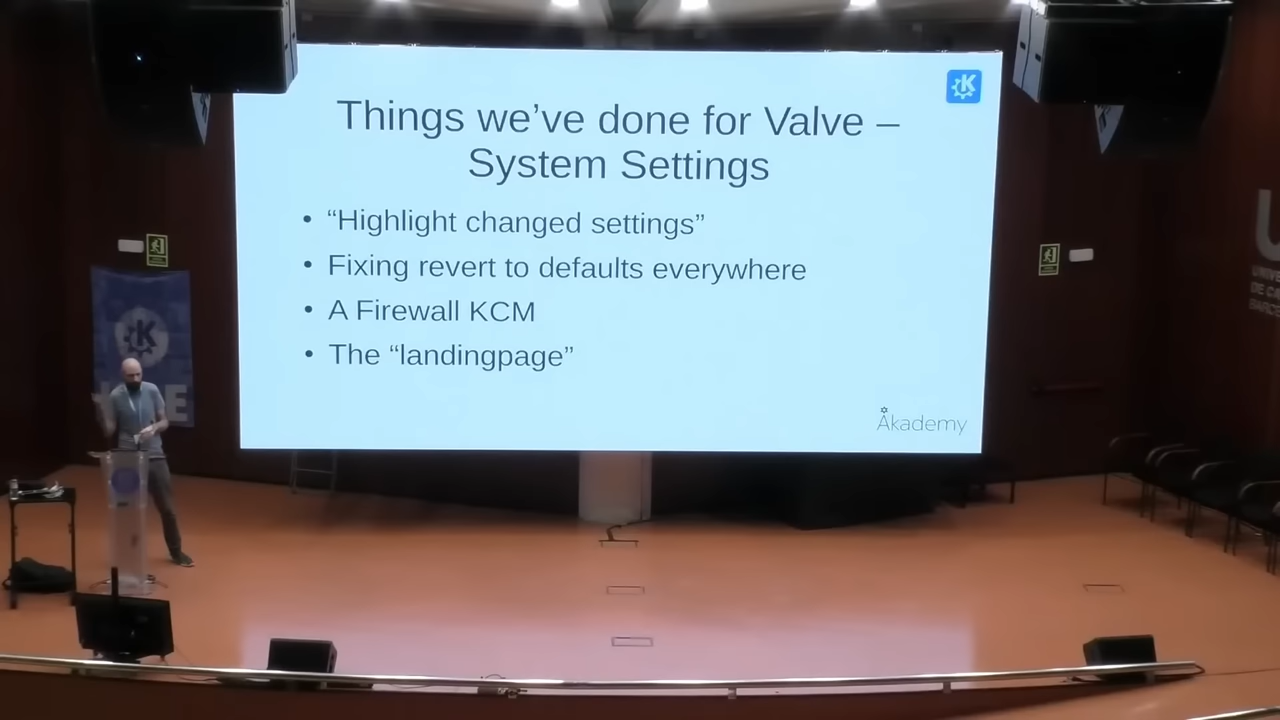 Things we’ve done for Valve –
System Settings
• “Highlight changed settings”
• Fixing revert to defaults everywhere
• A Firewall KCM
• The “landingpage”
Akademy
K
K